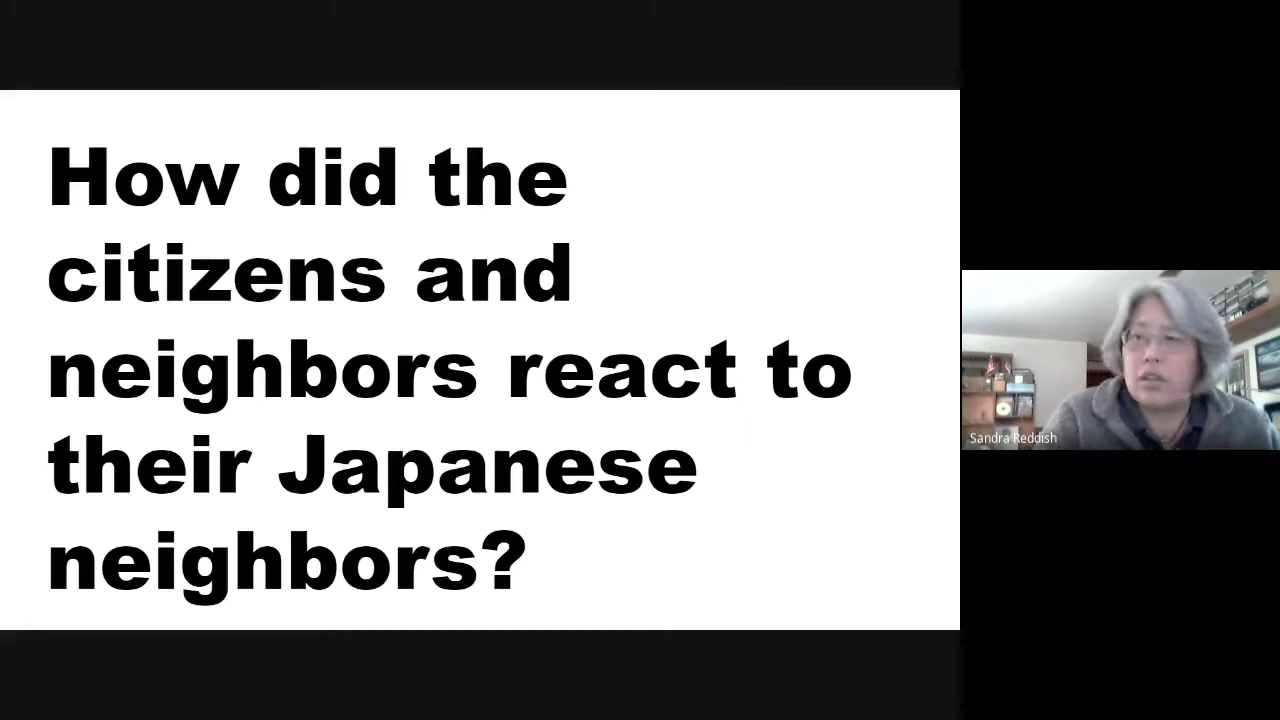 How did the
citizens and
neighbors react to
their Japanese
neighbors?
Sandra Reddish